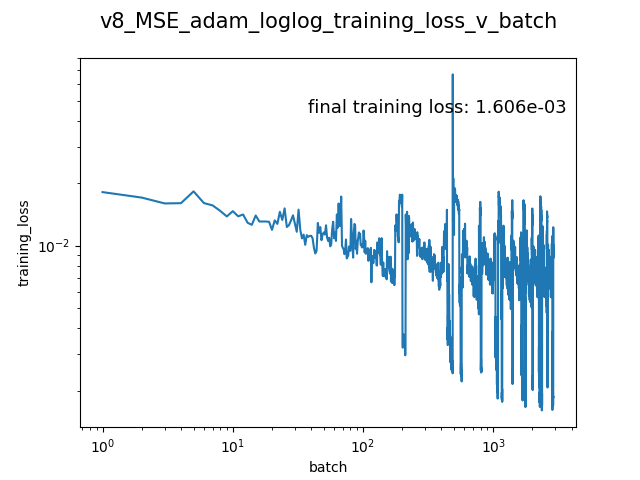 v8_MSE_adam_loglog_training_loss_v_batch
final training loss: 1.606e-03
training_loss
10⁻²
10⁰ 10¹ 10² 10³
batch